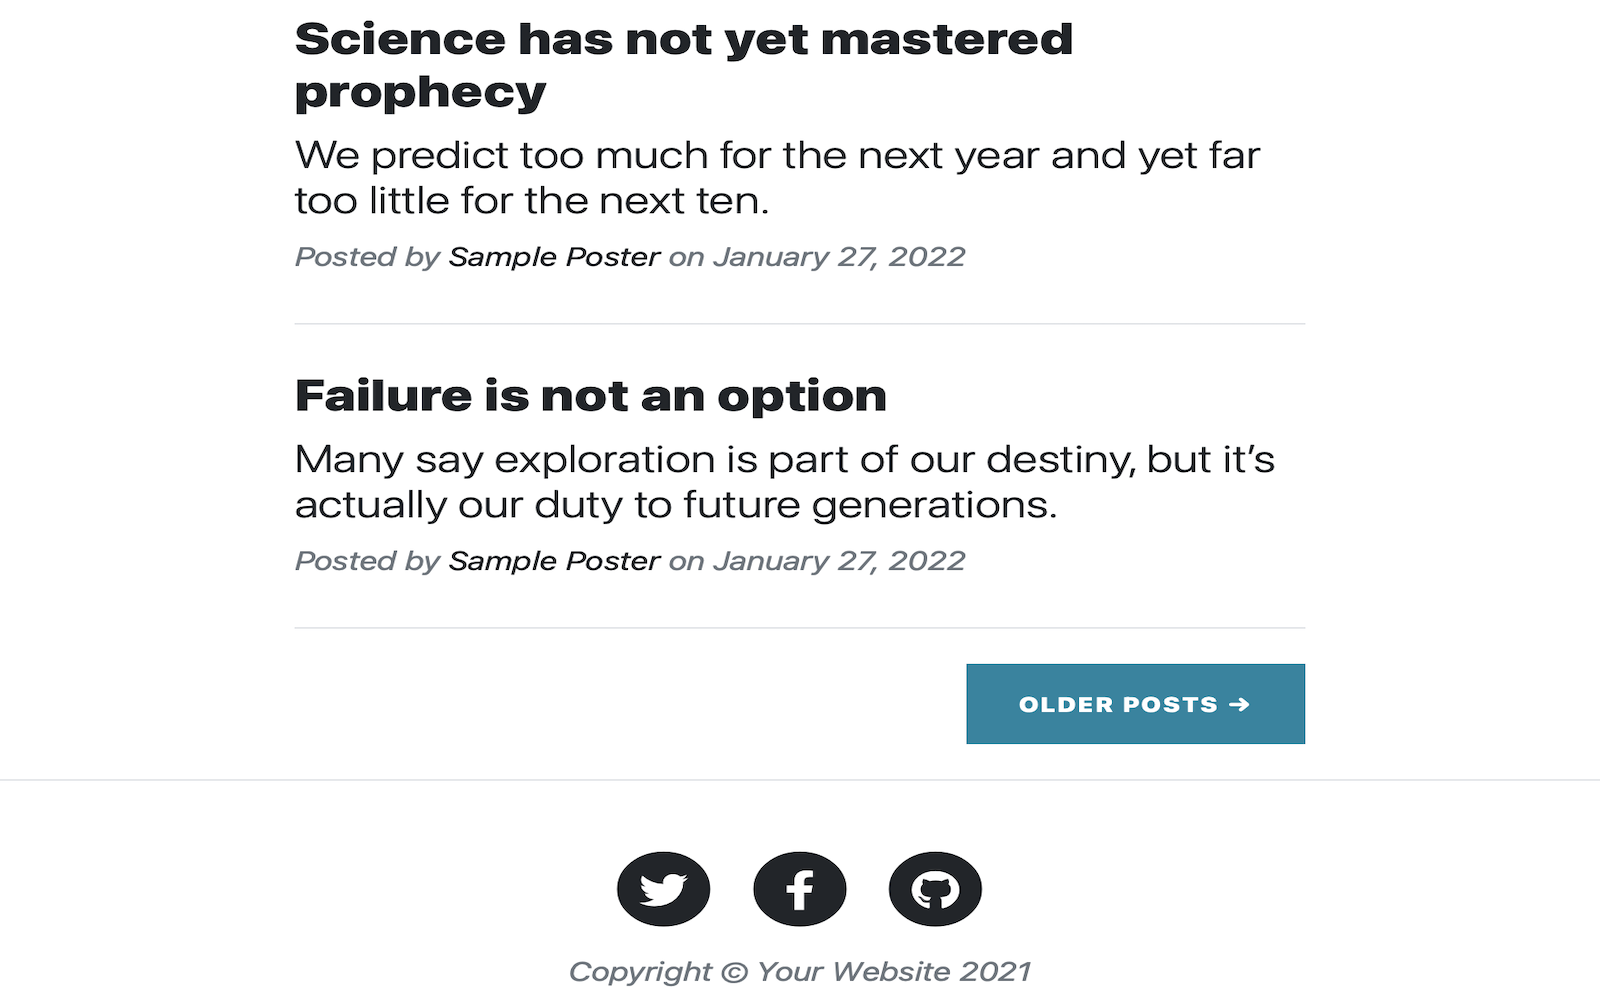 Science has not yet mastered
prophecy
We predict too much for the next year and yet far
too little for the next ten.
Posted by Sample Poster on January 27, 2022
Failure is not an option
Many say exploration is part of our destiny, but it’s
actually our duty to future generations.
Posted by Sample Poster on January 27, 2022
OLDER POSTS →
Copyright © Your Website 2021